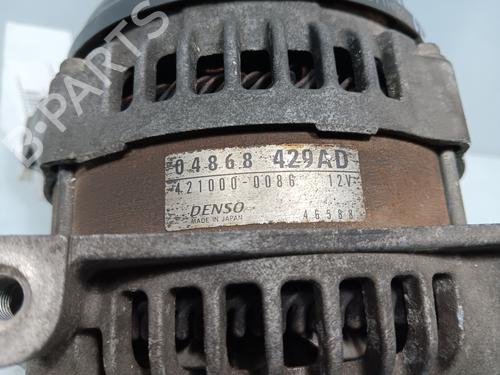 B-PARTS
04868 429AD
421000-0086 12V
DENSO
MADE IN JAPAN 46588